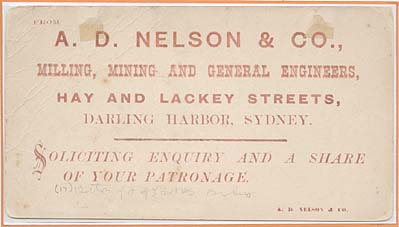 FROM
A. D. NELSON & CO.,
MILLING, MINING AND GENERAL ENGINEERS,
HAY AND LACKEY STREETS,
DARLING HARBOR, SYDNEY.
SOLICITING ENQUIRY AND A SHARE
OF YOUR PATRONAGE.
A. D. NELSON & CO.